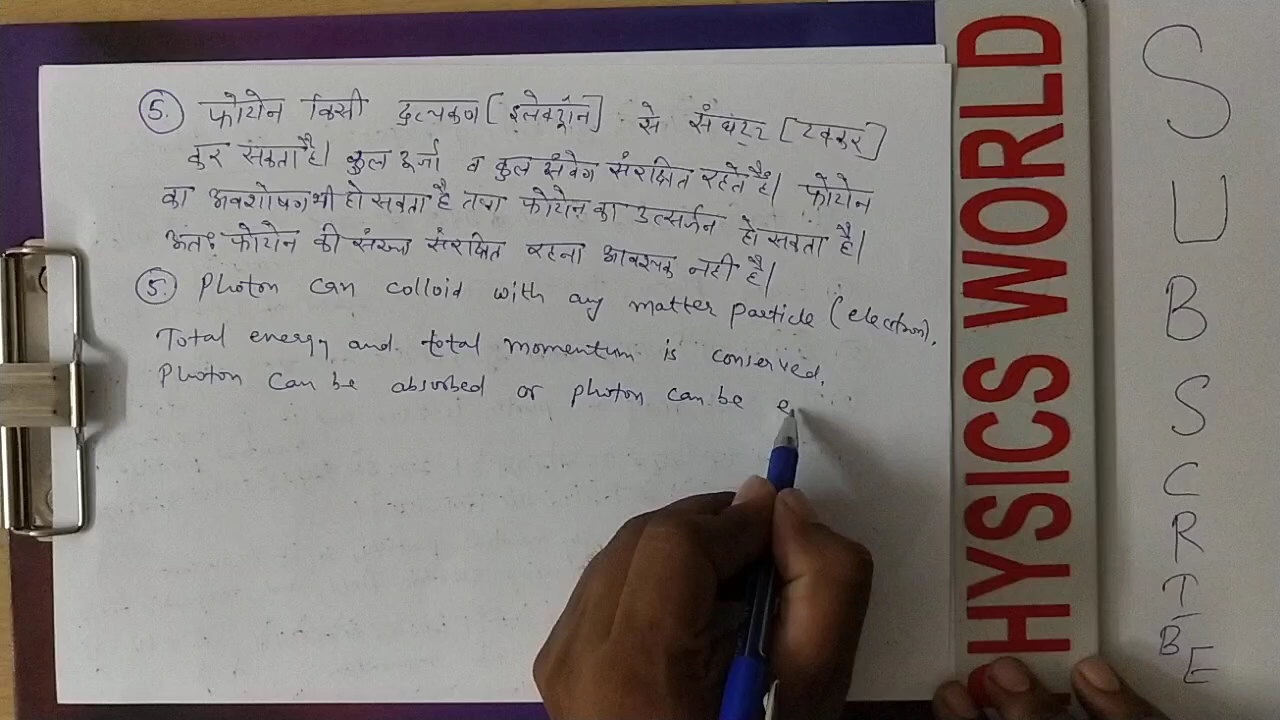 5. फोटोन किसी द्रव्यकण [इलेक्ट्रॉन] से संघट्ट [टक्कर]
कर सकता है। कुल ऊर्जा व कुल संवेग संरक्षित रहते है। फोटोन
का अवशोषण भी हो सकता है तथा फोटोन का उत्सर्जन हो सकता है।
अतः फोटोन की संख्या संरक्षित रहना आवश्यक नही है।
5. Photon can colloid with any matter particle (electron).
Total energy and total momentum is conserved.
Photon can be absorbed or photon can be e
PHYSICS WORLD
SUBSCRIBE